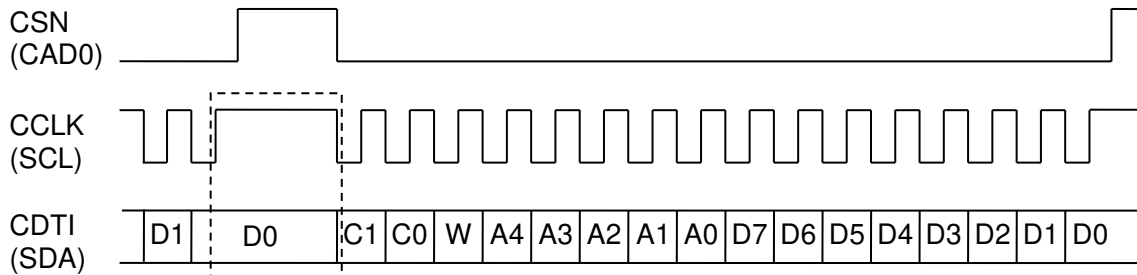 CSN
(CAD0)
CCLK
(SCL)
CDTI
(SDA)
D1 D0 C1 C0 W A4 A3 A2 A1 A0 D7 D6 D5 D4 D3 D2 D1 D0